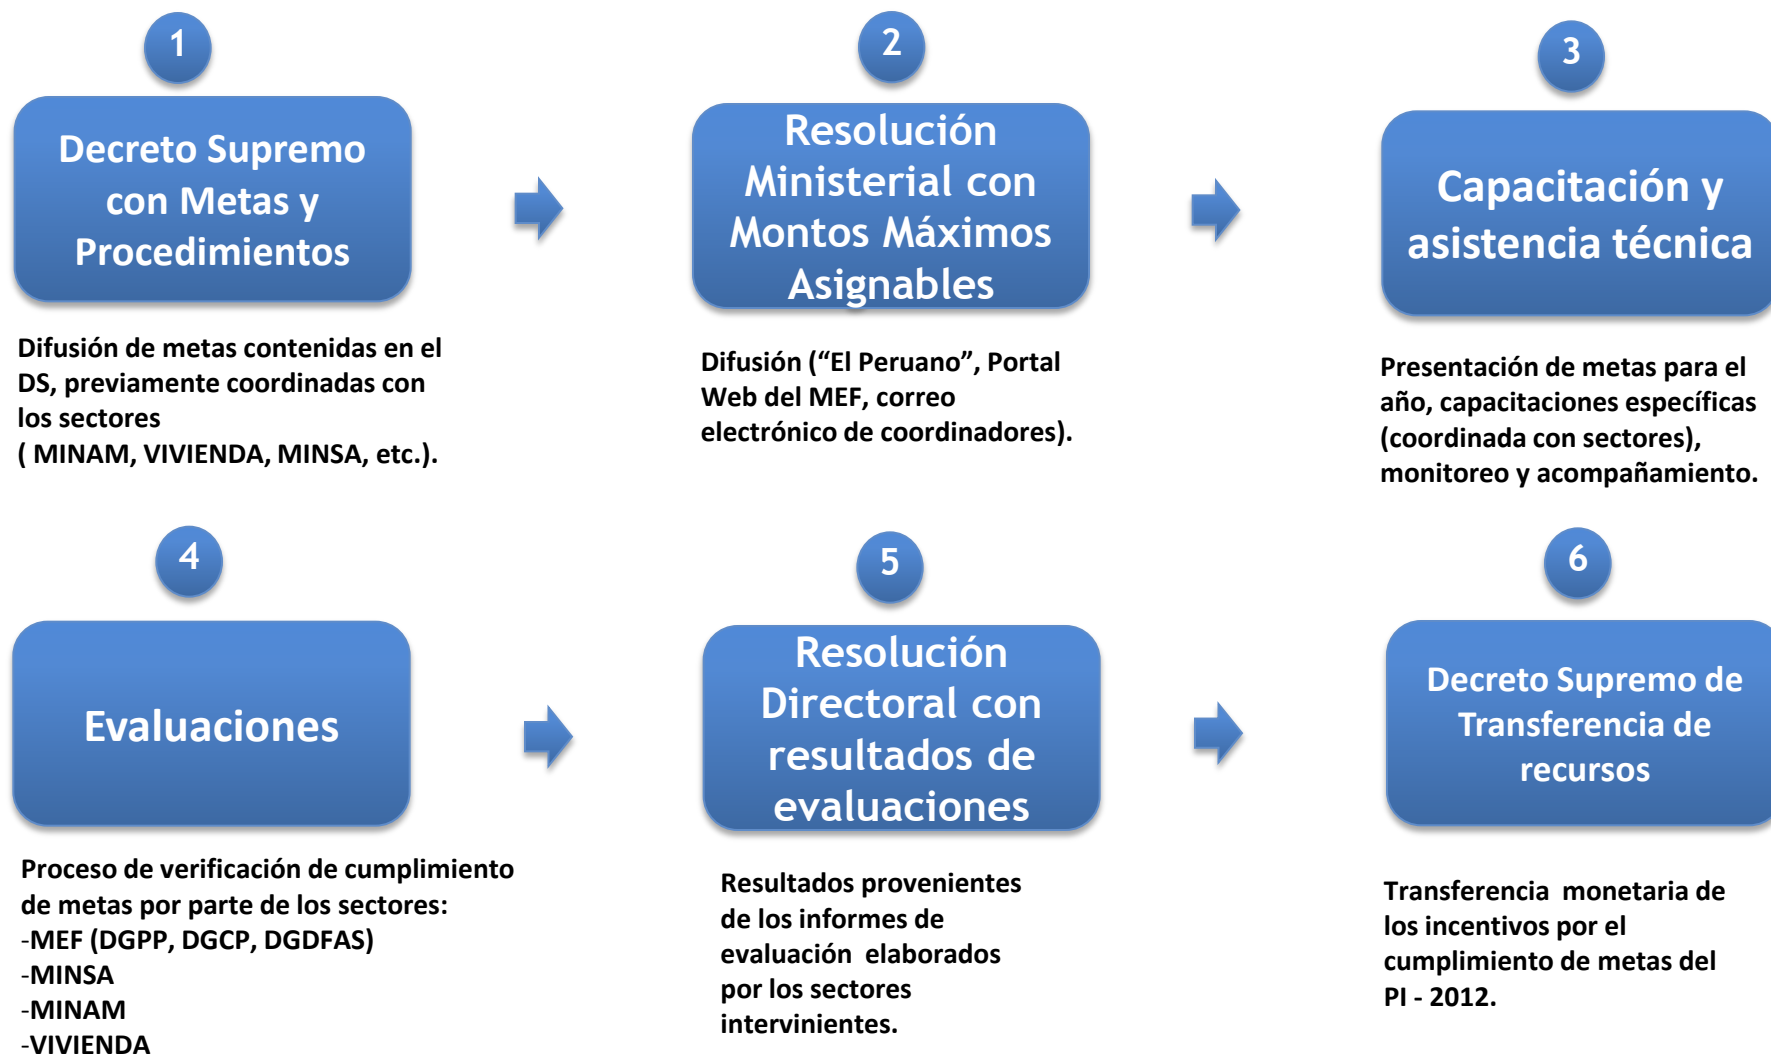 1
Decreto Supremo
con Metas y
Procedimientos
Difusión de metas contenidas en el
DS, previamente coordinadas con
los sectores
( MINAM, VIVIENDA, MINSA, etc.).
2
Resolución
Ministerial con
Montos Máximos
Asignables
Difusión (“El Peruano”, Portal
Web del MEF, correo
electrónico de coordinadores).
3
Capacitación y
asistencia técnica
Presentación de metas para el
año, capacitaciones específicas
(coordinada con sectores),
monitoreo y acompañamiento.
4
Evaluaciones
Proceso de verificación de cumplimiento
de metas por parte de los sectores:
-MEF (DGPP, DGCP, DGDFAS)
-MINSA
-MINAM
-VIVIENDA
5
Resolución
Directoral con
resultados de
evaluaciones
Resultados provenientes
de los informes de
evaluación elaborados
por los sectores
intervinientes.
6
Decreto Supremo de
Transferencia de
recursos
Transferencia monetaria de
los incentivos por el
cumplimiento de metas del
PI - 2012.